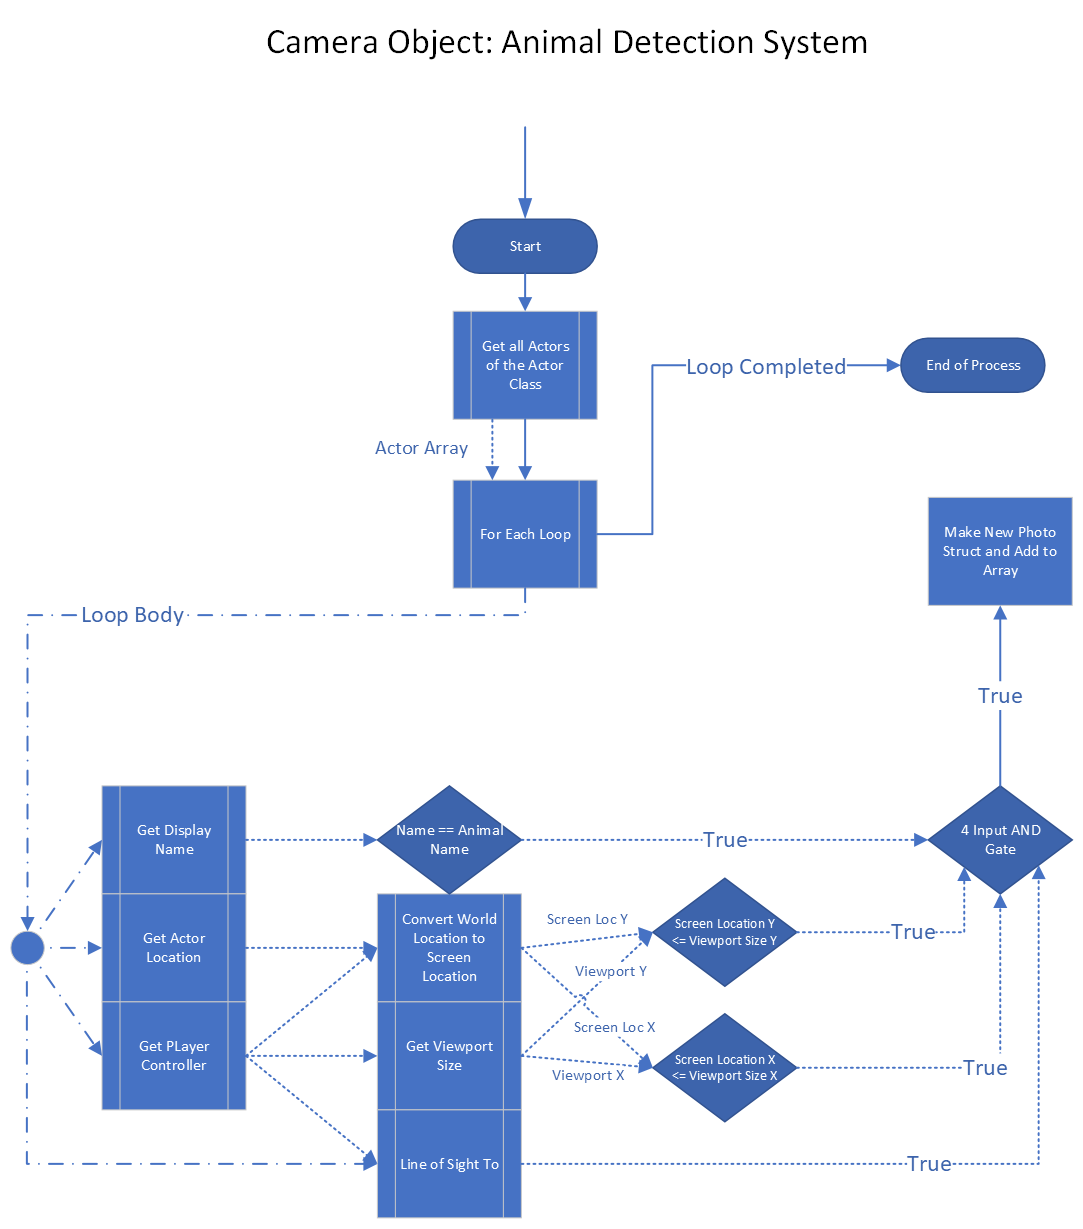 Camera Object: Animal Detection System
Start
Get all Actors
of the Actor
Class
Loop Completed
End of Process
Actor Array
For Each Loop
Make New Photo
Struct and Add to
Array
Loop Body
True
Get Display
Name
Name == Animal
Name
True
4 Input AND
Gate
Get Actor
Location
Convert World
Location to
Screen
Location
Screen Loc Y
Screen Location Y
<= Viewport Size Y
True
Viewport Y
Get PLayer
Controller
Get Viewport
Size
Screen Loc X
Viewport X
Screen Location X
<= Viewport Size X
True
Line of Sight To
True